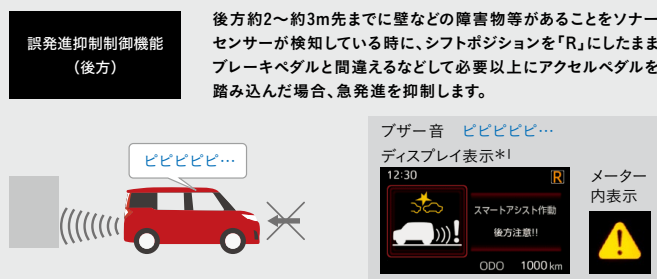 誤発進抑制制御機能
(後方)
後方約2〜約3m先までに壁などの障害物等があることをソナー
センサーが検知している時に、シフトポジションを「R」にしたまま
ブレーキペダルと間違えるなどして必要以上にアクセルペダルを
踏み込んだ場合、急発進を抑制します。
ピピピピピ…
ブザー音 ピピピピピ…
ディスプレイ表示*1
12:30 R
スマートアシスト作動
後方注意!!
ODO 1000 km
メーター
内表示